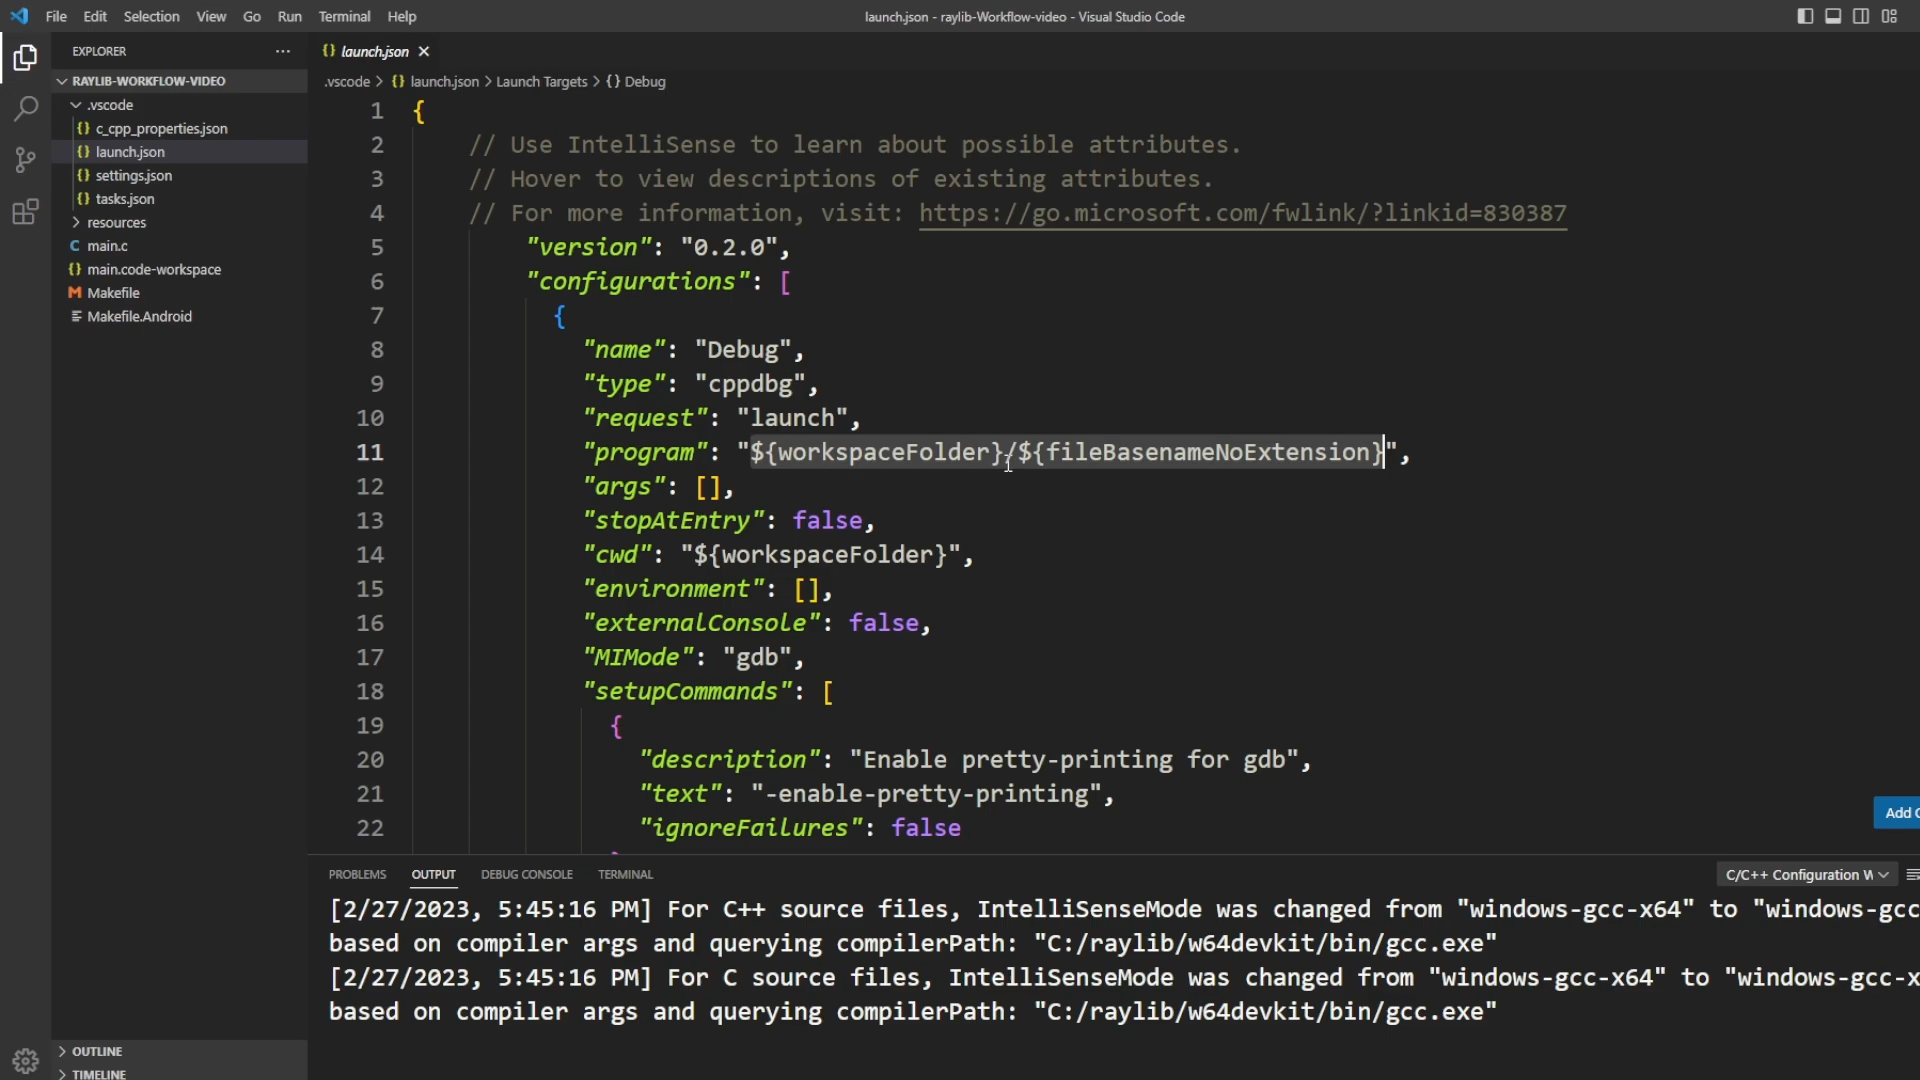 File Edit Selection View Go Run Terminal Help
launch.json - raylib-Workflow-video - Visual Studio Code
EXPLORER
RAYLIB-WORKFLOW-VIDEO
.vscode
{} c_cpp_properties.json
{} launch.json
{} settings.json
{} tasks.json
resources
C main.c
{} main.code-workspace
M Makefile
Makefile.Android
OUTLINE
TIMELINE
{} launch.json
.vscode > {} launch.json > Launch Targets > {} Debug
1 {
2 // Use IntelliSense to learn about possible attributes.
3 // Hover to view descriptions of existing attributes.
4 // For more information, visit: https://go.microsoft.com/fwlink/?linkid=830387
5 "version": "0.2.0",
6 "configurations": [
7 {
8 "name": "Debug",
9 "type": "cppdbg",
10 "request": "launch",
11 "program": "${workspaceFolder}/${fileBasenameNoExtension}",
12 "args": [],
13 "stopAtEntry": false,
14 "cwd": "${workspaceFolder}",
15 "environment": [],
16 "externalConsole": false,
17 "MIMode": "gdb",
18 "setupCommands": [
19 {
20 "description": "Enable pretty-printing for gdb",
21 "text": "-enable-pretty-printing",
22 "ignoreFailures": false
Add C
PROBLEMS OUTPUT DEBUG CONSOLE TERMINAL
C/C++ Configuration W
[2/27/2023, 5:45:16 PM] For C++ source files, IntelliSenseMode was changed from "windows-gcc-x64" to "windows-gcc
based on compiler args and querying compilerPath: "C:/raylib/w64devkit/bin/gcc.exe"
[2/27/2023, 5:45:16 PM] For C source files, IntelliSenseMode was changed from "windows-gcc-x64" to "windows-gcc-x
based on compiler args and querying compilerPath: "C:/raylib/w64devkit/bin/gcc.exe"